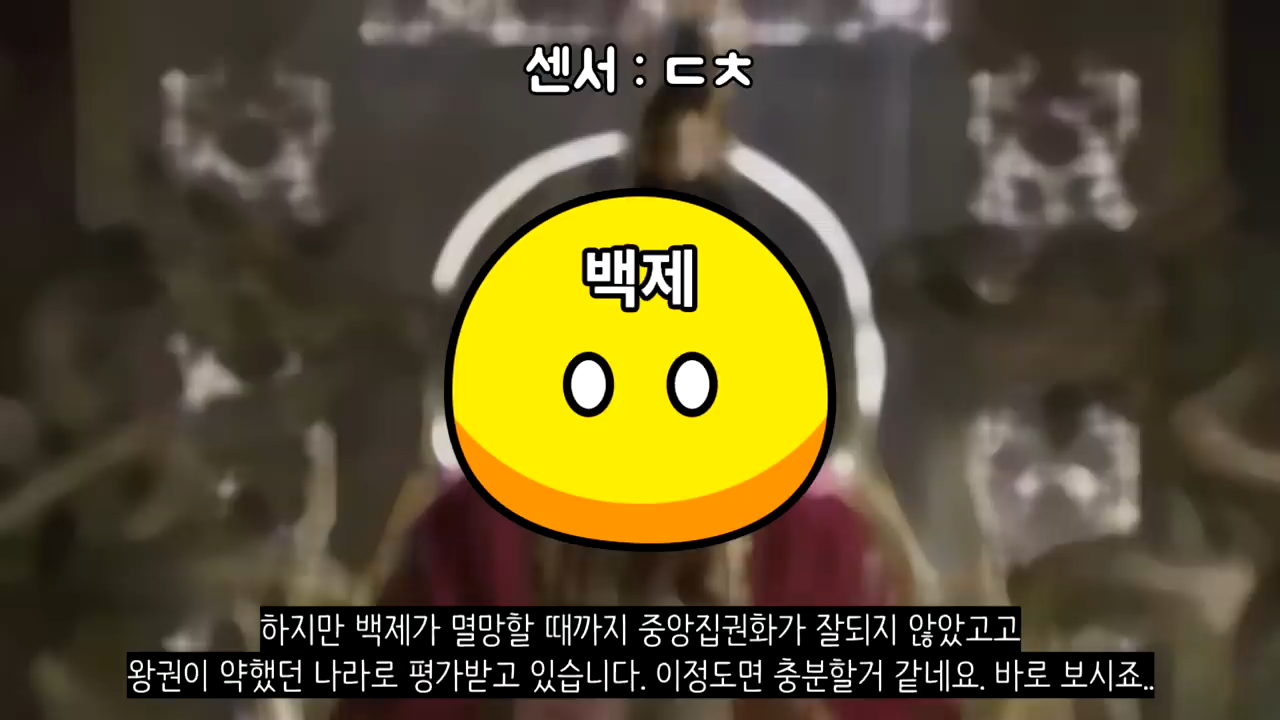 센서 : ㄷㅊ
백제
하지만 백제가 멸망할 때까지 중앙집권화가 잘되지 않았고고
왕권이 약했던 나라로 평가받고 있습니다. 이정도면 충분할거 같네요. 바로 보시죠..